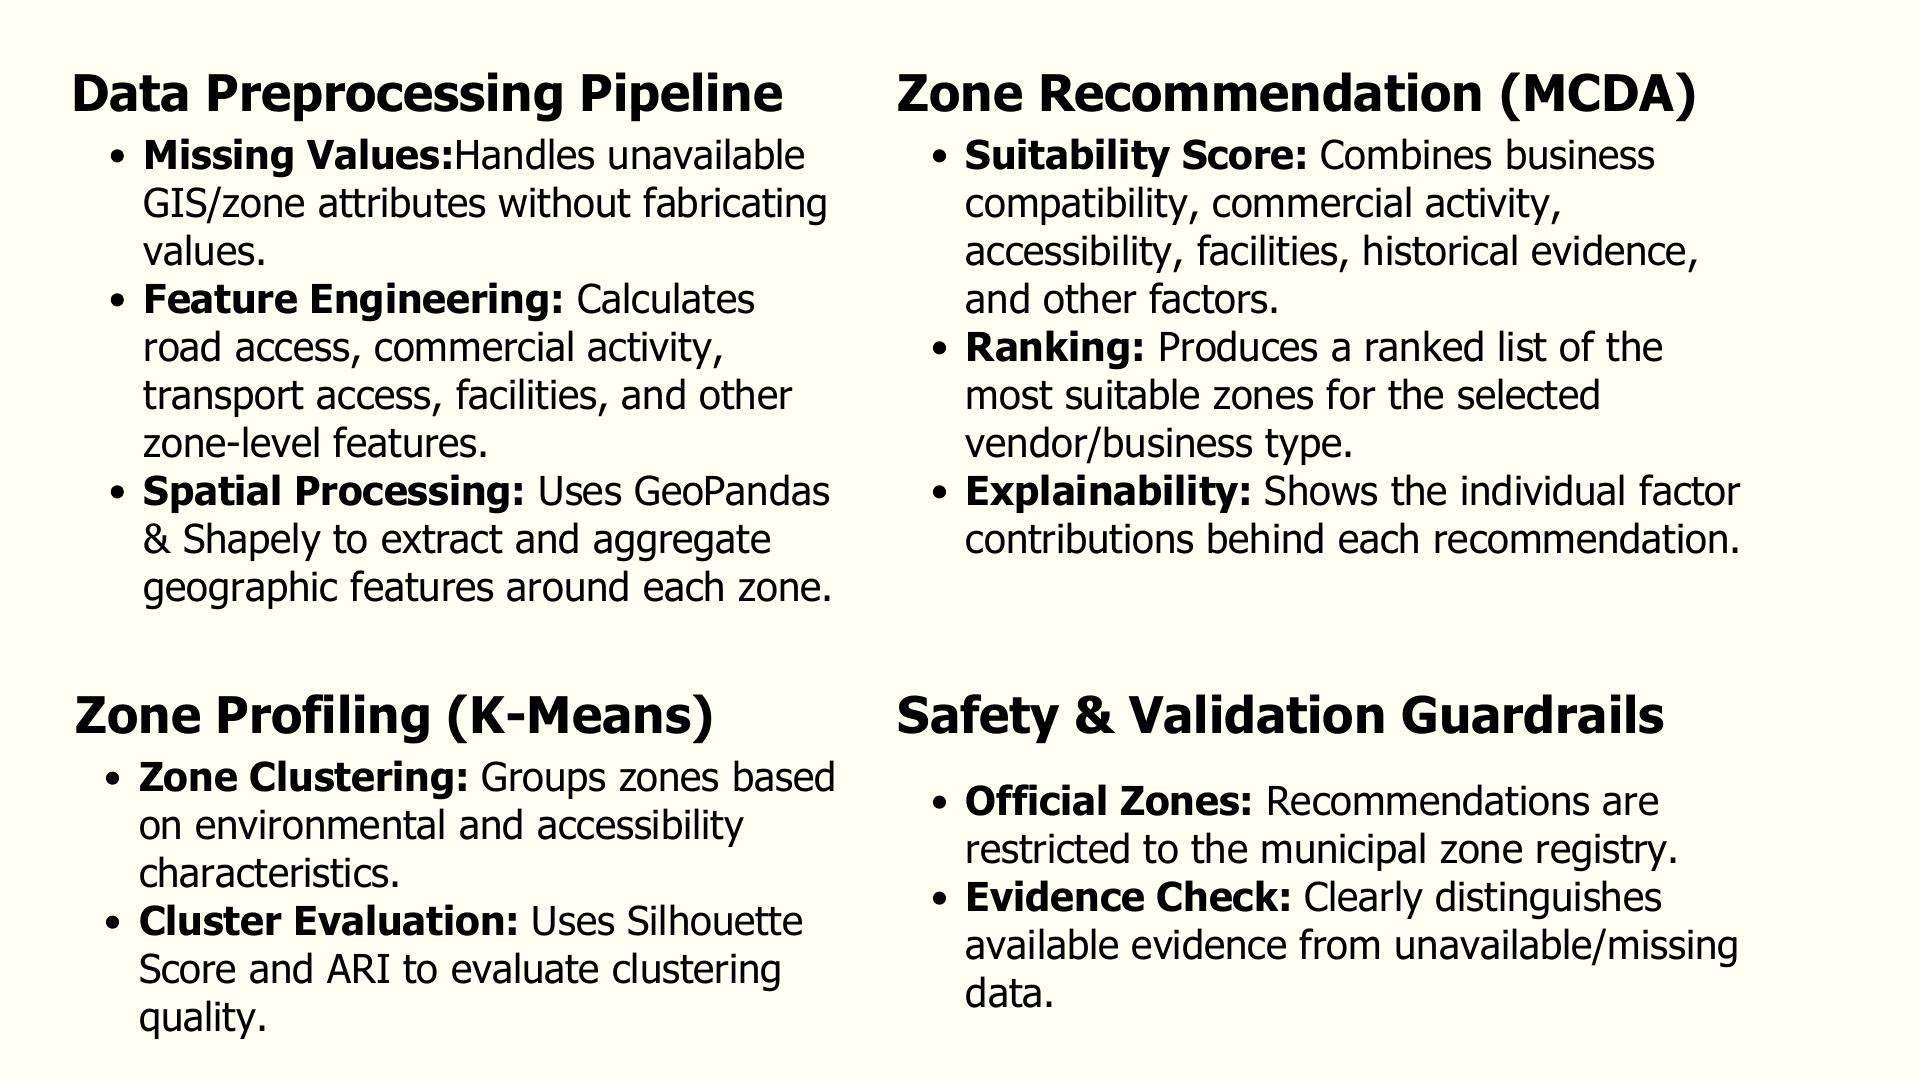 Data Preprocessing Pipeline
• Missing Values:Handles unavailable
GIS/zone attributes without fabricating
values.
• Feature Engineering: Calculates
road access, commercial activity,
transport access, facilities, and other
zone-level features.
• Spatial Processing: Uses GeoPandas
& Shapely to extract and aggregate
geographic features around each zone.
Zone Recommendation (MCDA)
• Suitability Score: Combines business
compatibility, commercial activity,
accessibility, facilities, historical evidence,
and other factors.
• Ranking: Produces a ranked list of the
most suitable zones for the selected
vendor/business type.
• Explainability: Shows the individual factor
contributions behind each recommendation.
Zone Profiling (K-Means)
• Zone Clustering: Groups zones based
on environmental and accessibility
characteristics.
• Cluster Evaluation: Uses Silhouette
Score and ARI to evaluate clustering
quality.
Safety & Validation Guardrails
• Official Zones: Recommendations are
restricted to the municipal zone registry.
• Evidence Check: Clearly distinguishes
available evidence from unavailable/missing
data.